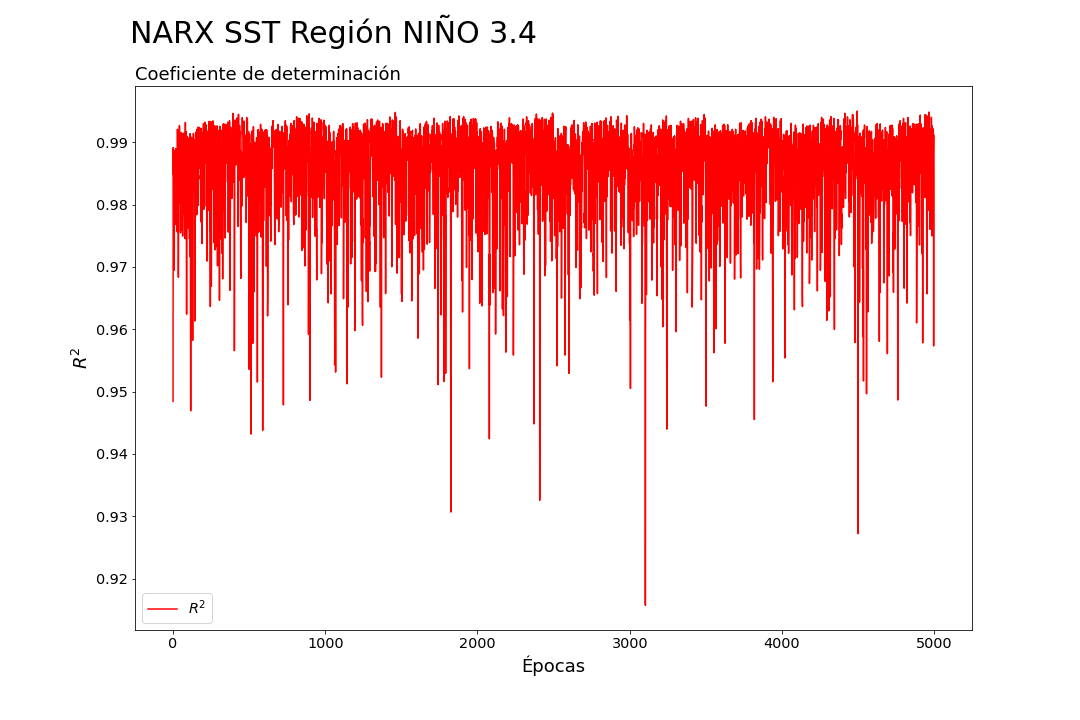 NARX SST Región NIÑO 3.4
Coeficiente de determinación
0.99
0.98
0.97
0.96
0.95
0.94
0.93
0.92
R²
R²
0 1000 2000 3000 4000 5000
Épocas